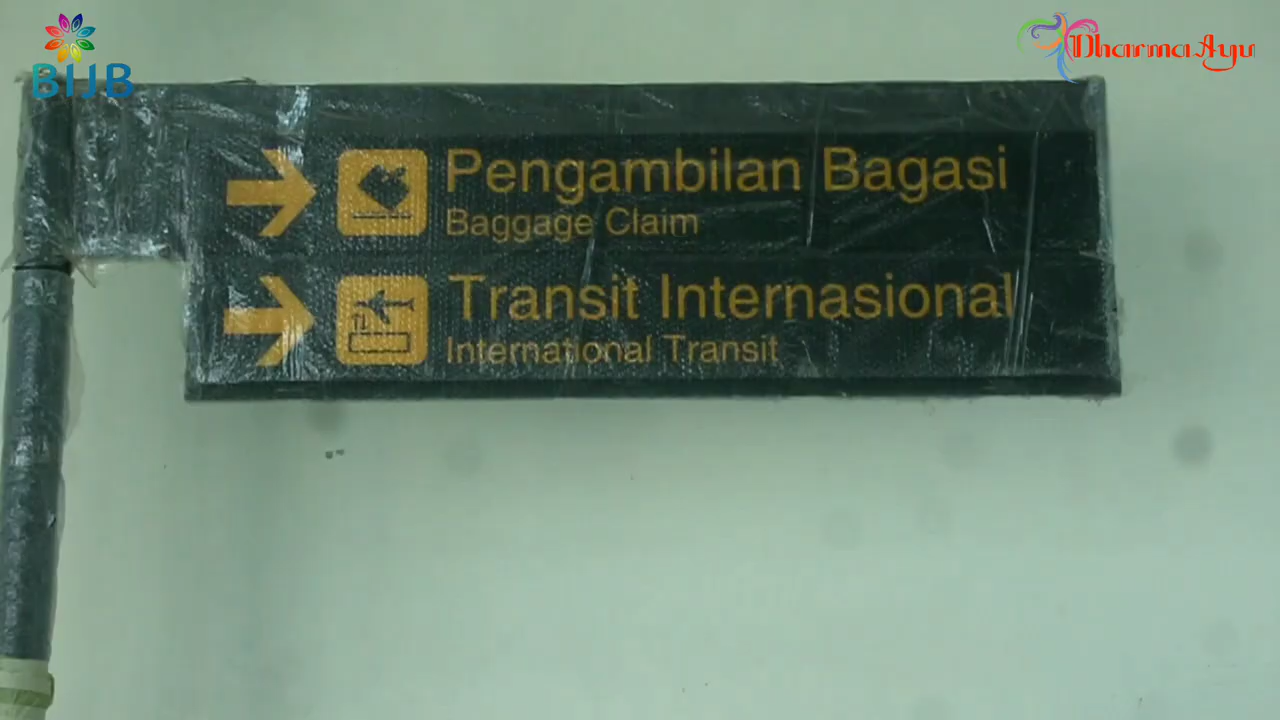 BIJB
Dharma Ayu
Pengambilan Bagasi
Baggage Claim
Transit Internasional
International Transit